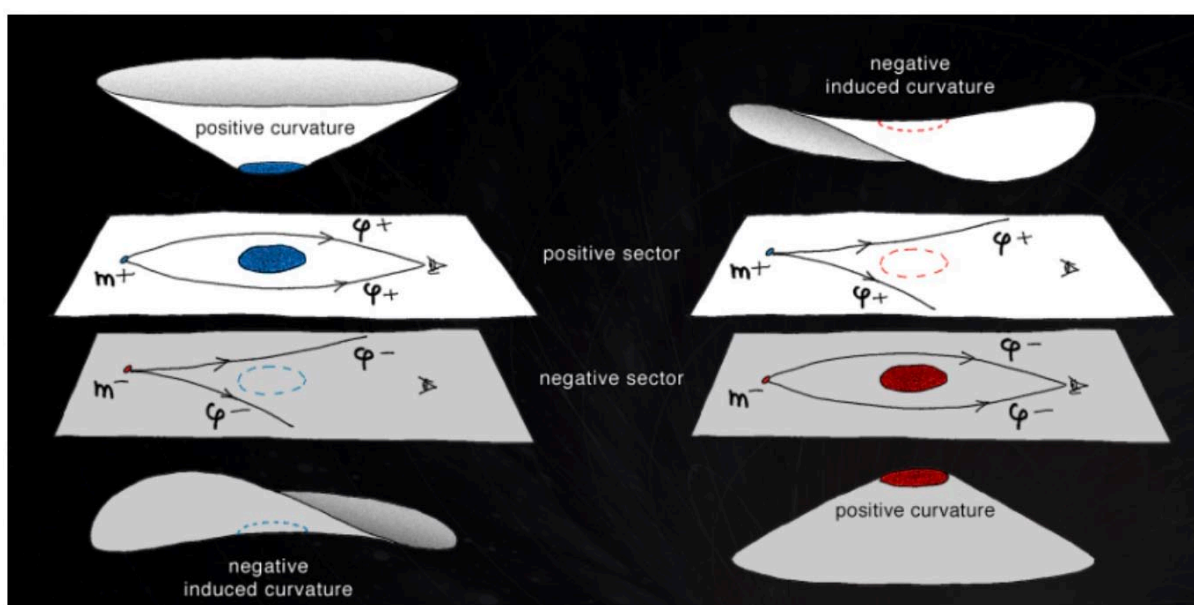 positive curvature
negative
induced curvature
φ+
m+
φ+
positive sector
φ+
m+
φ+
φ-
m-
φ-
negative sector
φ-
m-
φ-
negative
induced curvature
positive curvature